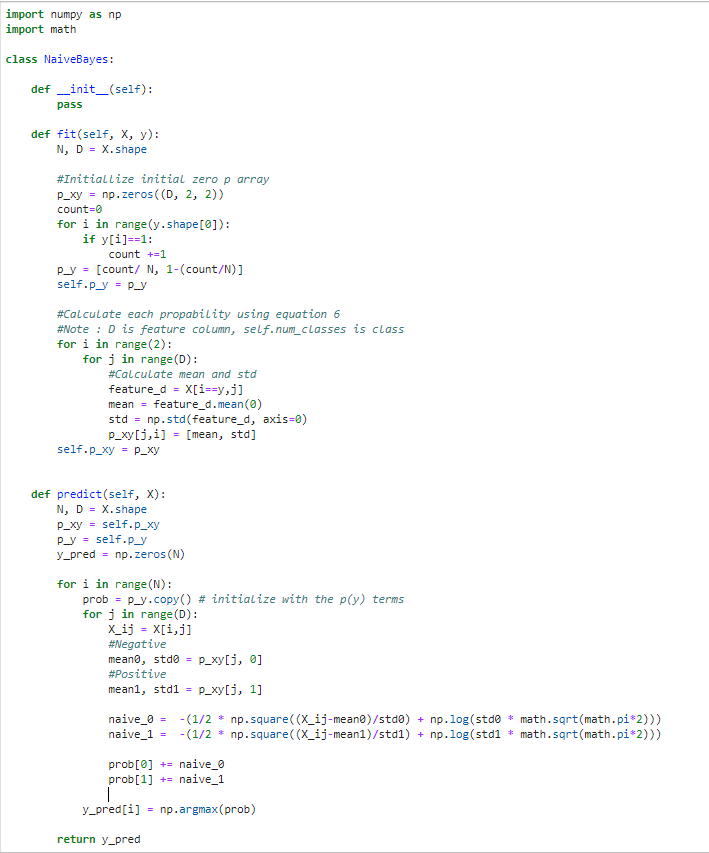 import numpy as np
import math
class NaiveBayes:
    def __init__(self):
        pass
    def fit(self, X, y):
        N, D = X.shape
        #Initiallize initial zero p array
        p_xy = np.zeros((D, 2, 2))
        count=0
        for i in range(y.shape[0]):
            if y[i]==1:
                count +=1
        p_y = [count/ N, 1-(count/N)]
        self.p_y = p_y
        #Calculate each propability using equation 6
        #Note : D is feature column, self.num_classes is class
        for i in range(2):
            for j in range(D):
                #Calculate mean and std
                feature_d = X[i==y,j]
                mean = feature_d.mean(0)
                std = np.std(feature_d, axis=0)
                p_xy[j,i] = [mean, std]
        self.p_xy = p_xy
    def predict(self, X):
        N, D = X.shape
        p_xy = self.p_xy
        p_y = self.p_y
        y_pred = np.zeros(N)
        for i in range(N):
            prob = p_y.copy() # initialize with the p(y) terms
            for j in range(D):
                X_ij = X[i,j]
                #Negative
                mean0, std0 = p_xy[j, 0]
                #Positive
                mean1, std1 = p_xy[j, 1]
                naive_0 =  -(1/2 * np.square((X_ij-mean0)/std0) + np.log(std0 * math.sqrt(math.pi*2)))
                naive_1 =  -(1/2 * np.square((X_ij-mean1)/std1) + np.log(std1 * math.sqrt(math.pi*2)))
                prob[0] += naive_0
                prob[1] += naive_1
            y_pred[i] = np.argmax(prob)
        return y_pred